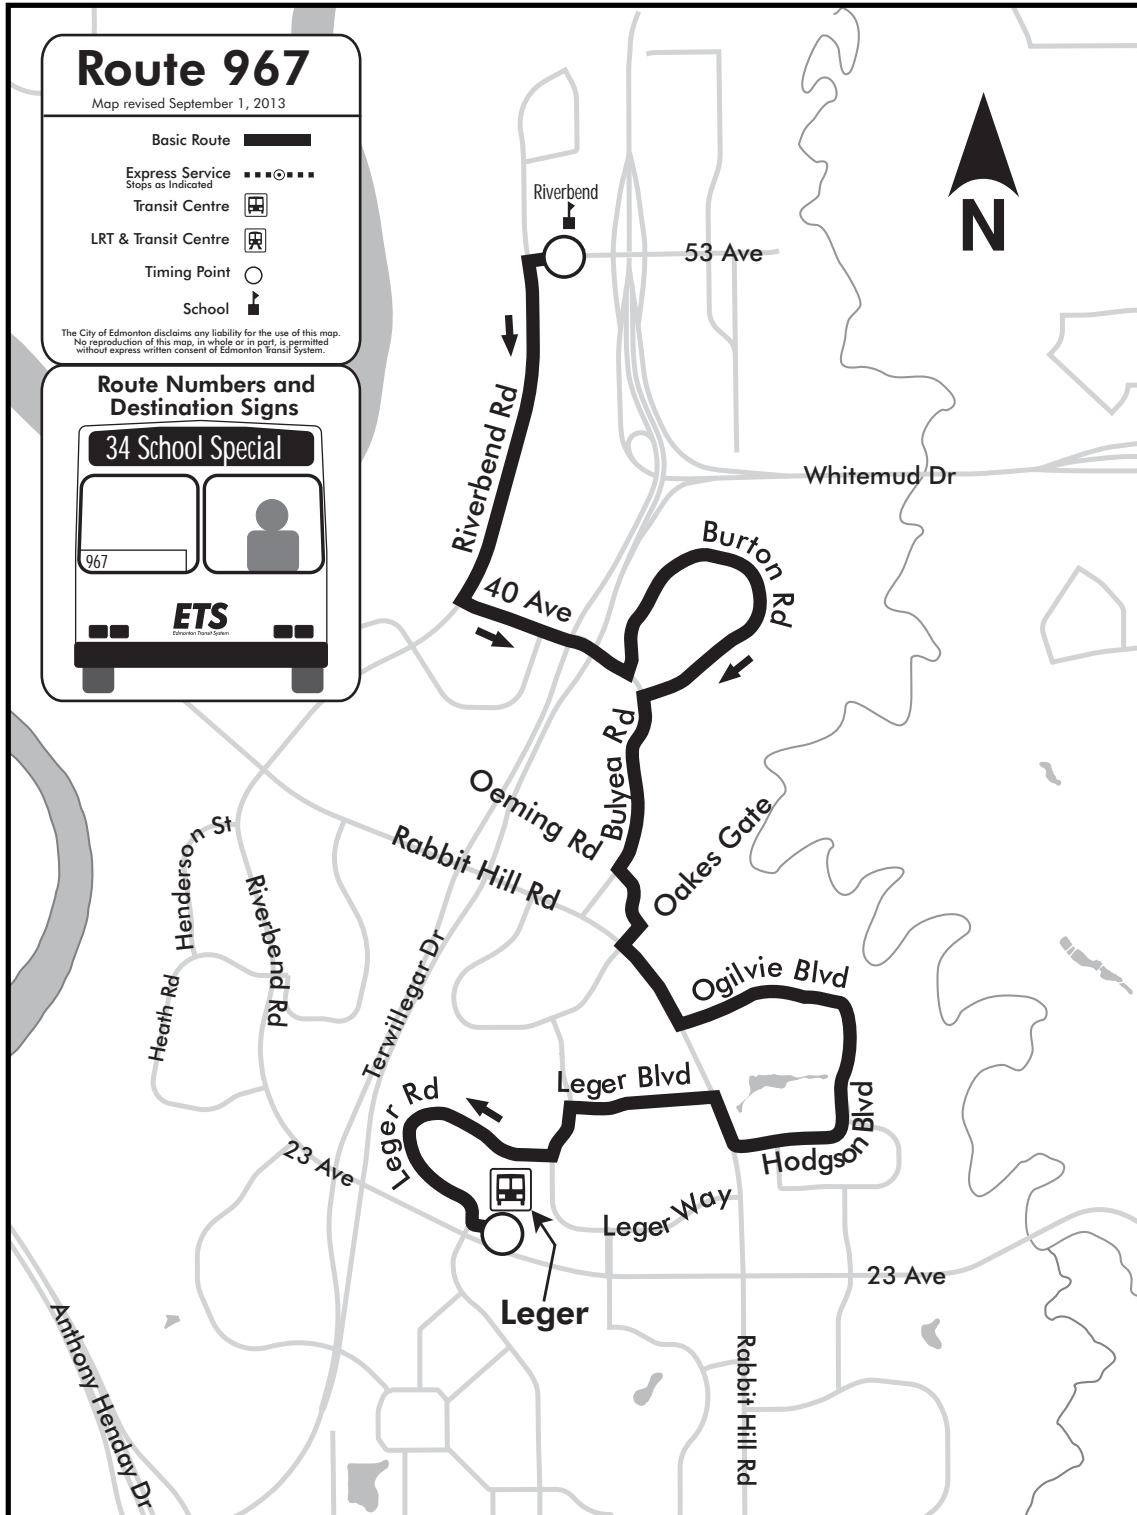 Route 967
Map revised September 1, 2013
Basic Route
Express Service
Stops as Indicated
Transit Centre
LRT & Transit Centre
Timing Point
School
The City of Edmonton disclaims any liability for the use of this map.
No reproduction of this map, in whole or in part, is permitted
without express written consent of Edmonton Transit System.
Route Numbers and
Destination Signs
34 School Special
967
ETS
Edmonton Transit System
Riverbend
53 Ave
N
Riverbend Rd
Whitemud Dr
Burton Rd
40 Ave
Bulyea Rd
Oeming Rd
Oakes Gate
Rabbit Hill Rd
Henderson St
Riverbend Rd
Heath Rd
Terwillegar Dr
Ogilvie Blvd
Leger Blvd
Leger Rd
Hodgson Blvd
23 Ave
Leger Way
23 Ave
Leger
Anthony Henday Dr
Rabbit Hill Rd